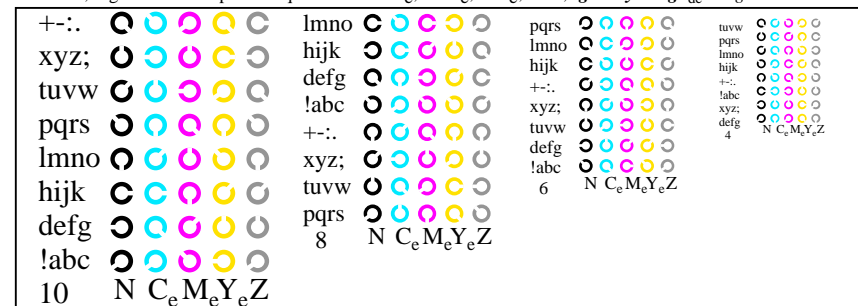 +-:.
xyz;
tuvw
pqrs
lmno
hijk
defg
!abc
10 N CeMeYeZ
lmno
hijk
defg
!abc
+-:.
xyz;
tuvw
pqrs
8 N CeMeYeZ
pqrs
lmno
hijk
+-:.
xyz;
tuvw
defg
!abc
6 N CeMeYeZ
tuvw
pqrs
lmno
hijk
+-:.
!abc
xyz;
defg
4 N CeMeYeZ